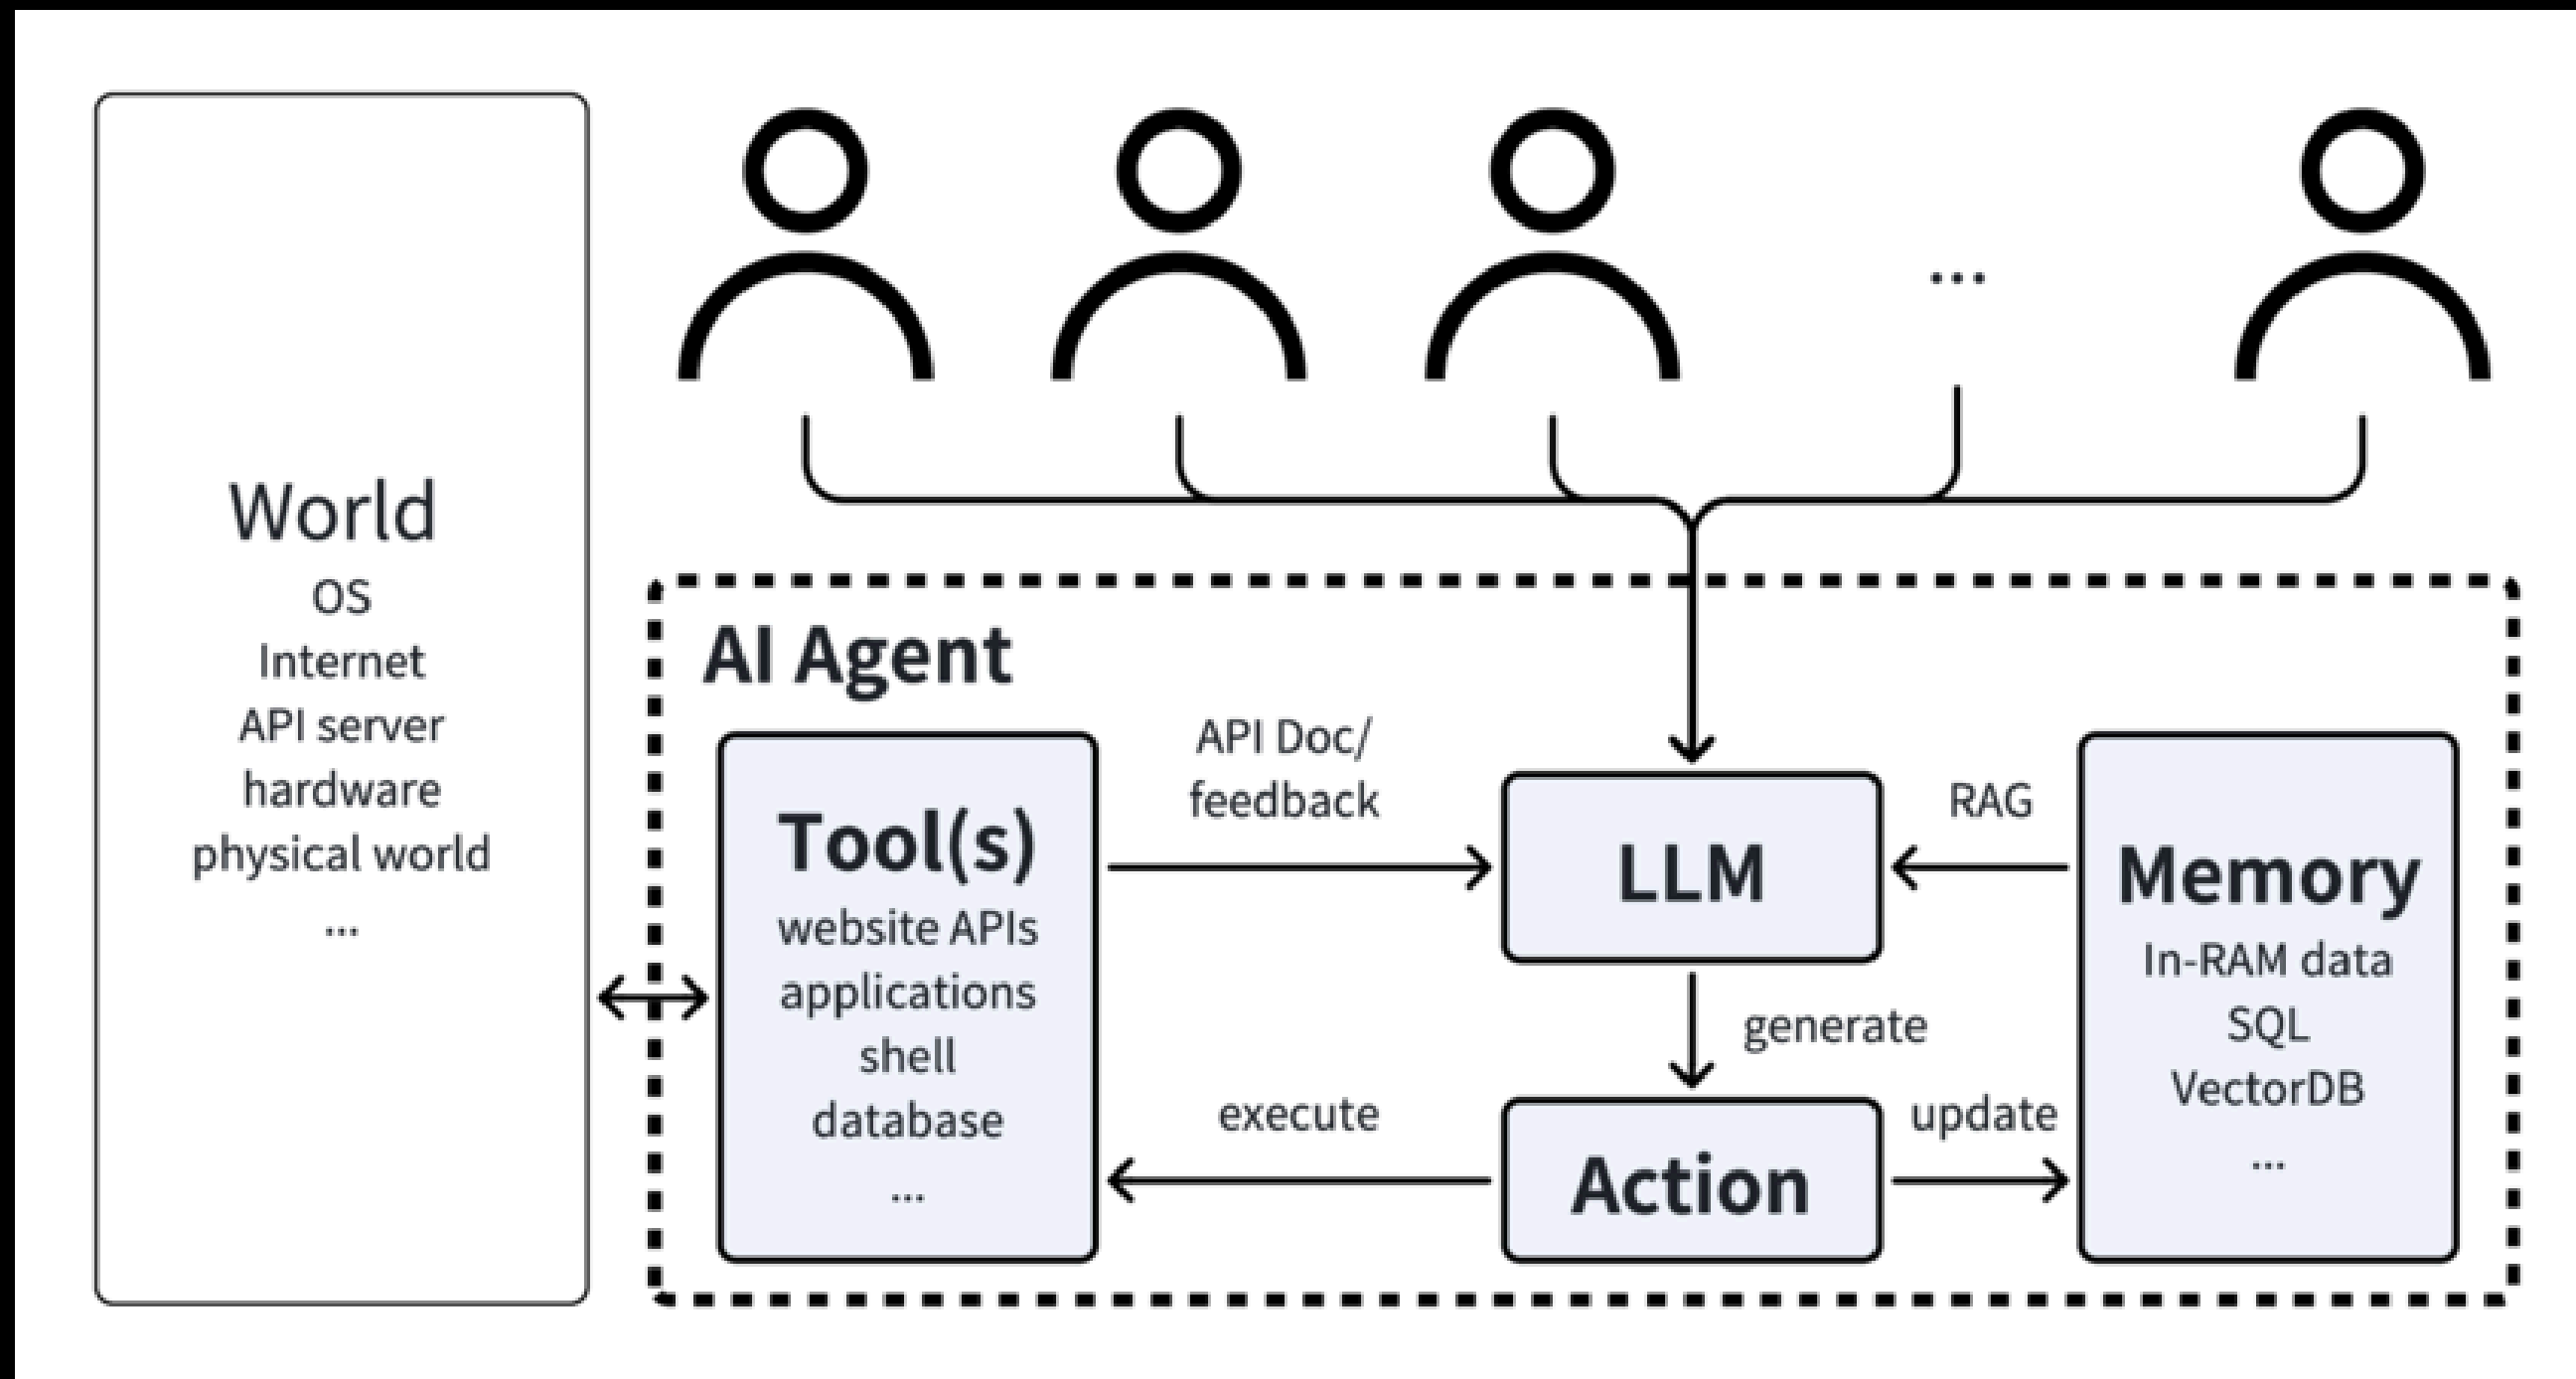 World
OS
Internet
API server
hardware
physical world
...
...
AI Agent
Tool(s)
website APIs
applications
shell
database
...
API Doc/
feedback
execute
LLM
generate
Action
RAG
update
Memory
In-RAM data
SQL
VectorDB
...